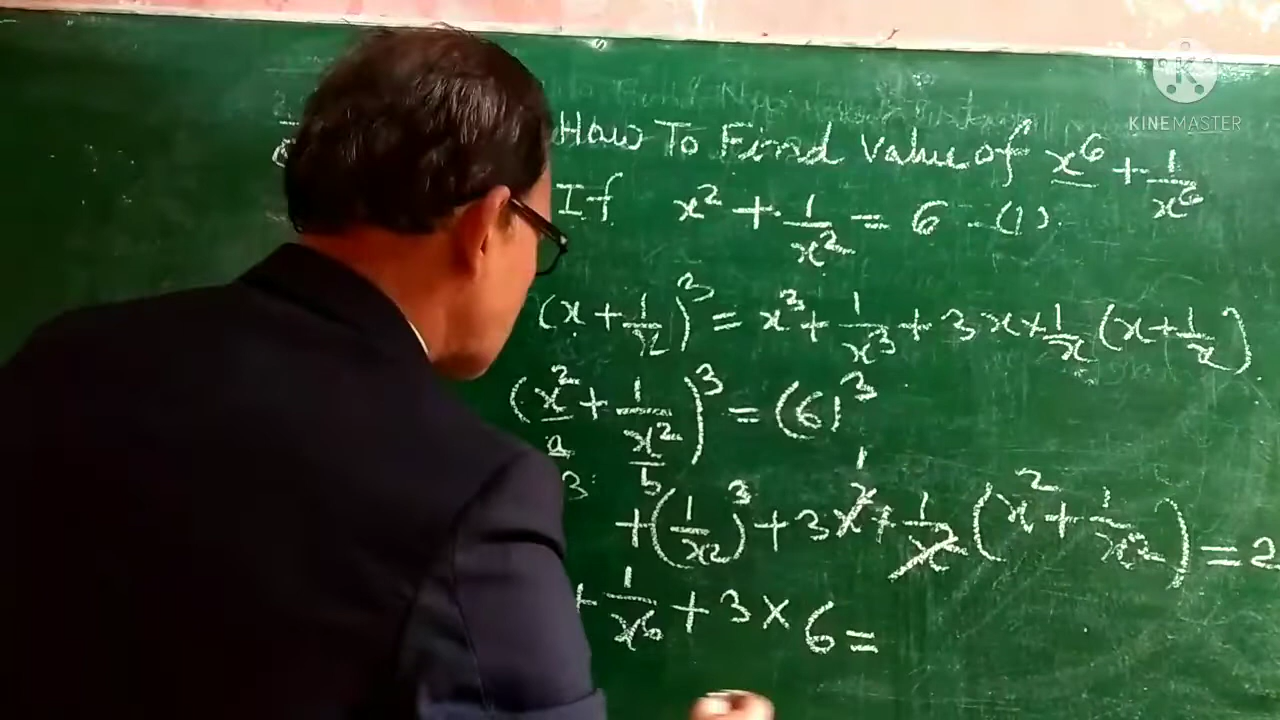 KINEMASTER
How To Find Value of x⁶ + 1/x⁶
If x² + 1/x² = 6 - (1)
(x + 1/x)³ = x³ + 1/x³ + 3x × 1/x (x + 1/x)
(x² + 1/x²)³ = (6)³
a b
3 + (1/x²)³ + 3x² × 1/x² (x² + 1/x²) = 2
+ 1/x⁶ + 3 × 6 =